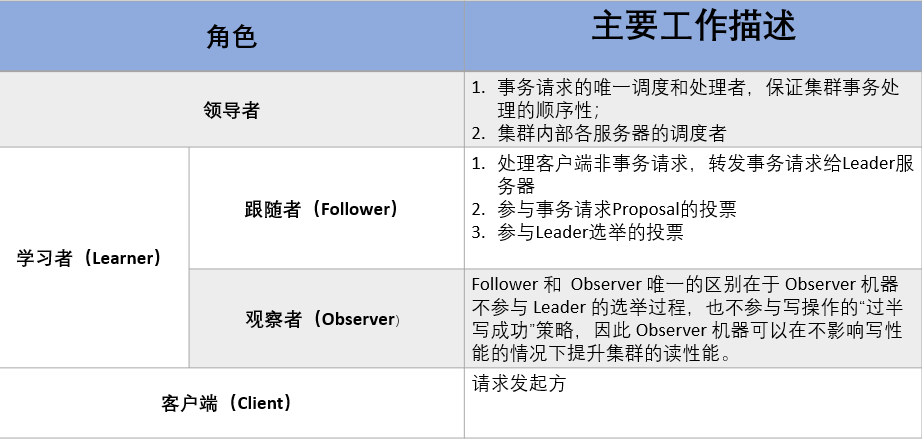 角色
主要工作描述
领导者
1. 事务请求的唯一调度和处理者，保证集群事务处
理的顺序性；
2. 集群内部各服务器的调度者
学习者（Learner）
跟随者（Follower）
1. 处理客户端非事务请求，转发事务请求给Leader服
务器
2. 参与事务请求Proposal的投票
3. 参与Leader选举的投票
观察者（Observer）
Follower 和 Observer 唯一的区别在于 Observer 机器
不参与 Leader 的选举过程，也不参与写操作的“过半
写成功”策略，因此 Observer 机器可以在不影响写性
能的情况下提升集群的读性能。
客户端（Client）
请求发起方